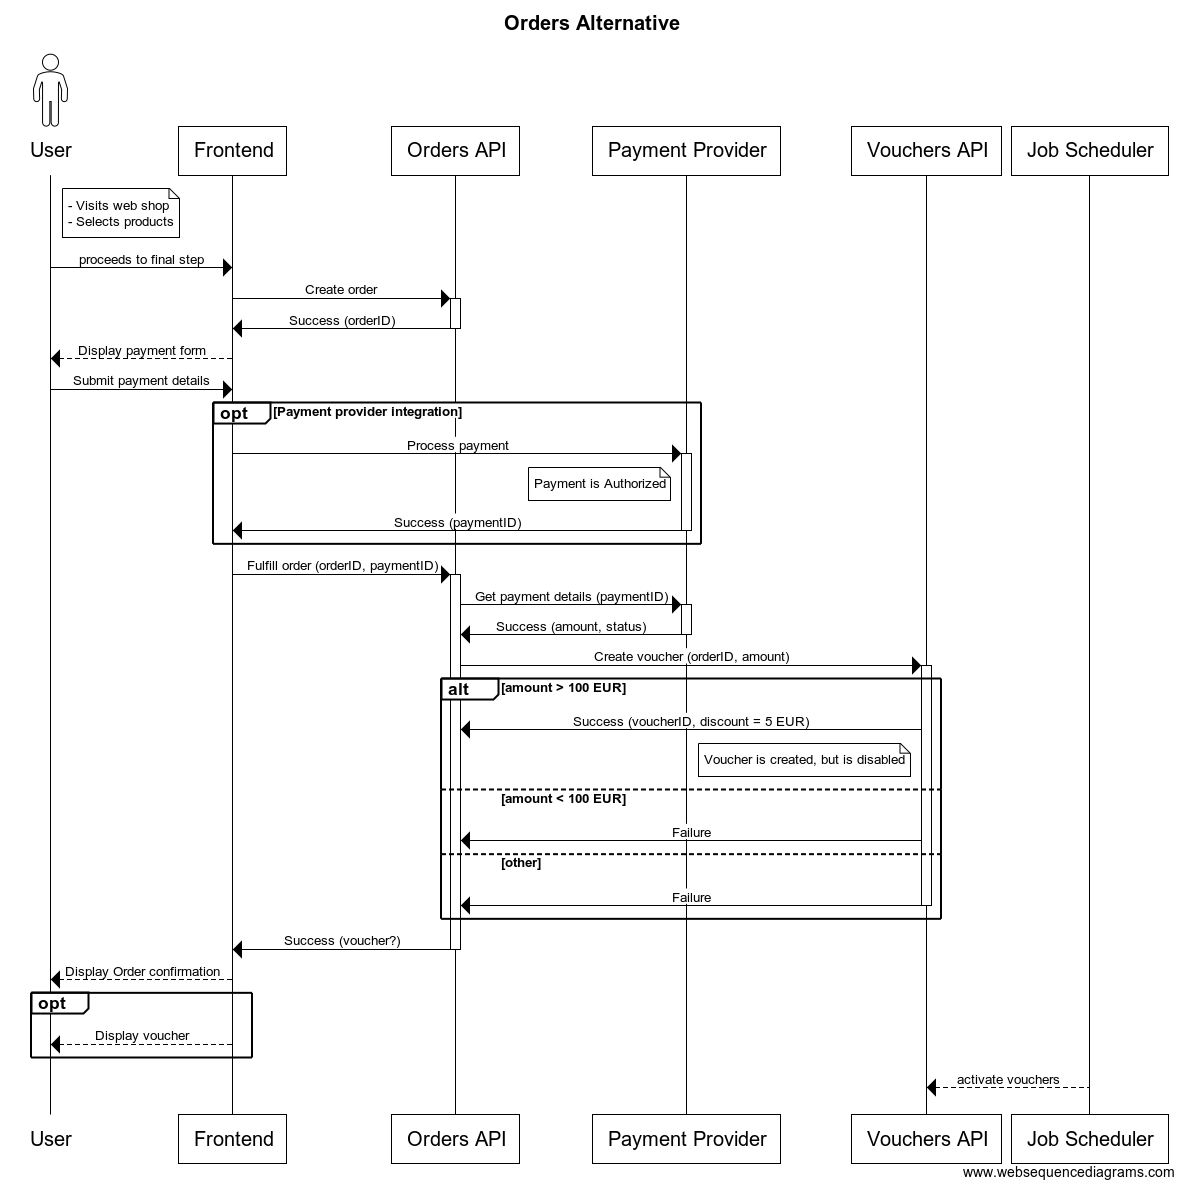 Orders Alternative
User
Frontend
Orders API
Payment Provider
Vouchers API
Job Scheduler
- Visits web shop
- Selects products
proceeds to final step
Create order
Success (orderID)
Display payment form
Submit payment details
opt
[Payment provider integration]
Process payment
Payment is Authorized
Success (paymentID)
Fulfill order (orderID, paymentID)
Get payment details (paymentID)
Success (amount, status)
Create voucher (orderID, amount)
alt
[amount > 100 EUR]
Success (voucherID, discount = 5 EUR)
Voucher is created, but is disabled
[amount < 100 EUR]
Failure
[other]
Failure
Success (voucher?)
Display Order confirmation
opt
Display voucher
activate vouchers
User
Frontend
Orders API
Payment Provider
Vouchers API
Job Scheduler
www.websequencediagrams.com